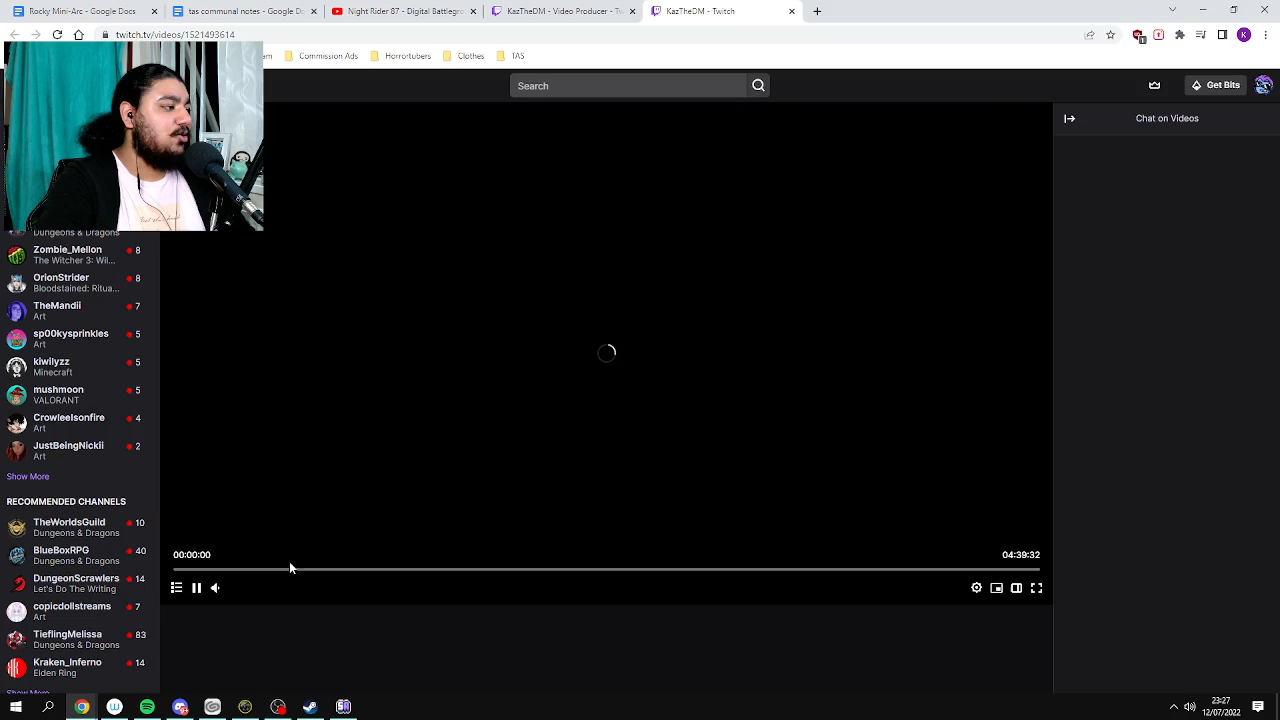 Rocky Mini-Arc - Google Docs
tas communal notes - Google Do
Night Rider 87 - Digital Battlegro
KazTheDM - Video Producer - Tw
KazTheDM - Twitch
twitch.tv/videos/1521493614
Commission Ads
Horrortubers
Clothes
TAS
K
Search
Get Bits
Chat on Videos
Dungeons & Dragons
Zombie_Mellon
8
The Witcher 3: Wil...
OrionStrider
8
Bloodstained: Ritua...
TheMandii
7
Art
sp00kysprinkles
5
Art
kiwilyzz
5
Minecraft
mushmoon
5
VALORANT
Crowleeisonfire
4
Art
JustBeingNickii
2
Art
Show More
RECOMMENDED CHANNELS
TheWorldsGuild
10
Dungeons & Dragons
BlueBoxRPG
40
Dungeons & Dragons
DungeonScrawlers
14
Let's Do The Writing
copicdollstreams
7
Art
TieflingMelissa
83
Dungeons & Dragons
Kraken_Inferno
14
Elden Ring
Show More
00:00:00
04:39:32
23:27
12/07/2022